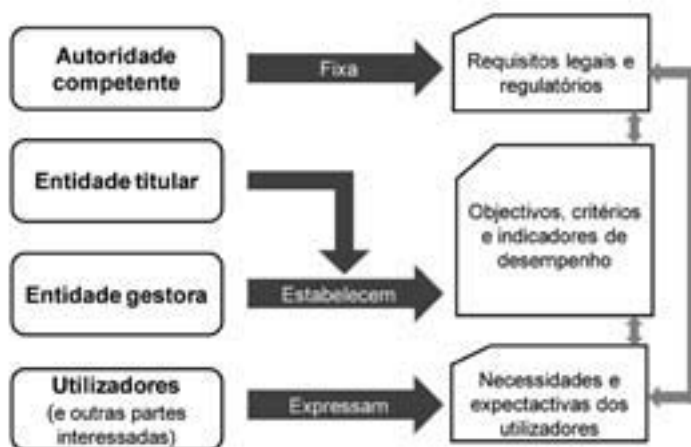 Autoridade
competente
Fixa
Requisitos legais e
regulatórios
Entidade titular
Objectivos, critérios
e indicadores de
desempenho
Entidade gestora
Estabelecem
Utilizadores
(e outras partes
interessadas)
Expressam
Necessidades e
expectactivas dos
utilizadores